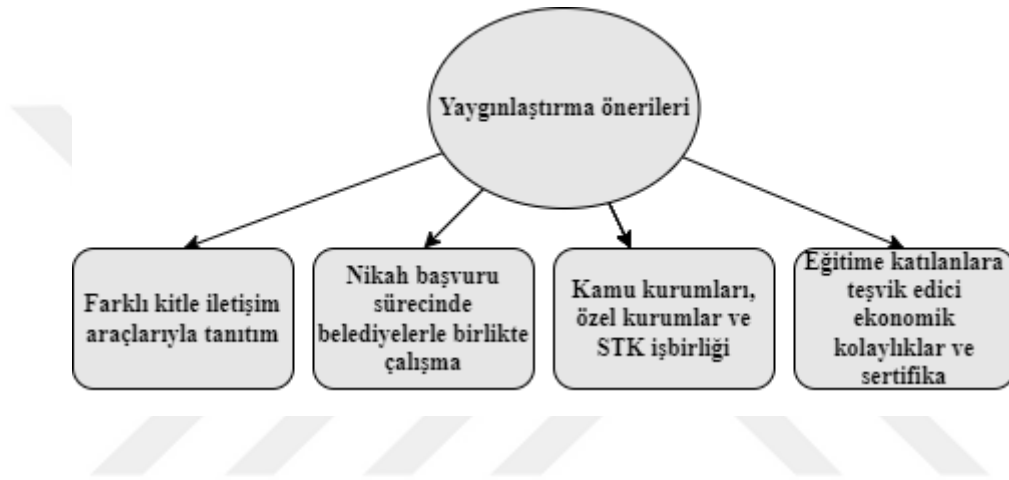 Yaygınlaştırma önerileri
Farklı kitle iletişim
araçlarıyla tanıtım
Nikah başvuru
sürecinde
belediyelerle birlikte
çalışma
Kamu kurumları,
özel kurumlar ve
STK işbirliği
Eğitime katılanlara
teşvik edici
ekonomik
kolaylıklar ve
sertifika